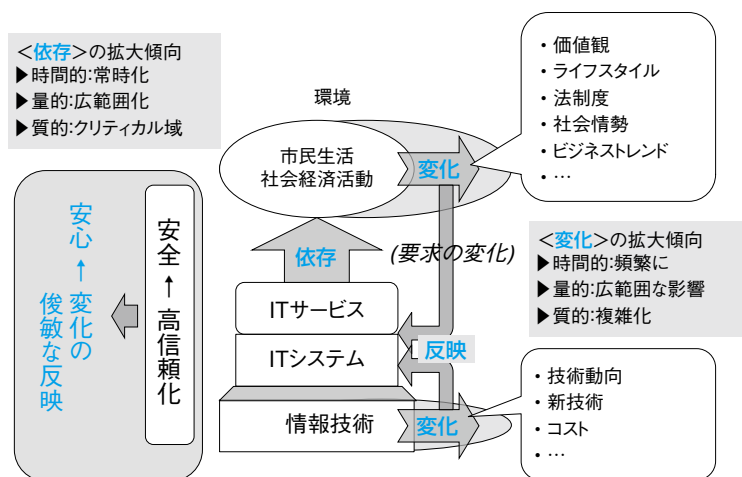 <依存>の拡大傾向
▶時間的:常時化
▶量的:広範囲化
▶質的:クリティカル域
環境
市民生活
社会経済活動
変化
・ 価値観
・ ライフスタイル
・ 法制度
・ 社会情勢
・ ビジネストレンド
・ …
安全 ← 高信頼化
安心 ← 変化の
俊敏な反映
依存
(要求の変化)
<変化>の拡大傾向
▶時間的:頻繁に
▶量的:広範囲な影響
▶質的:複雑化
ITサービス
ITシステム
反映
情報技術
変化
・ 技術動向
・ 新技術
・ コスト
・ …